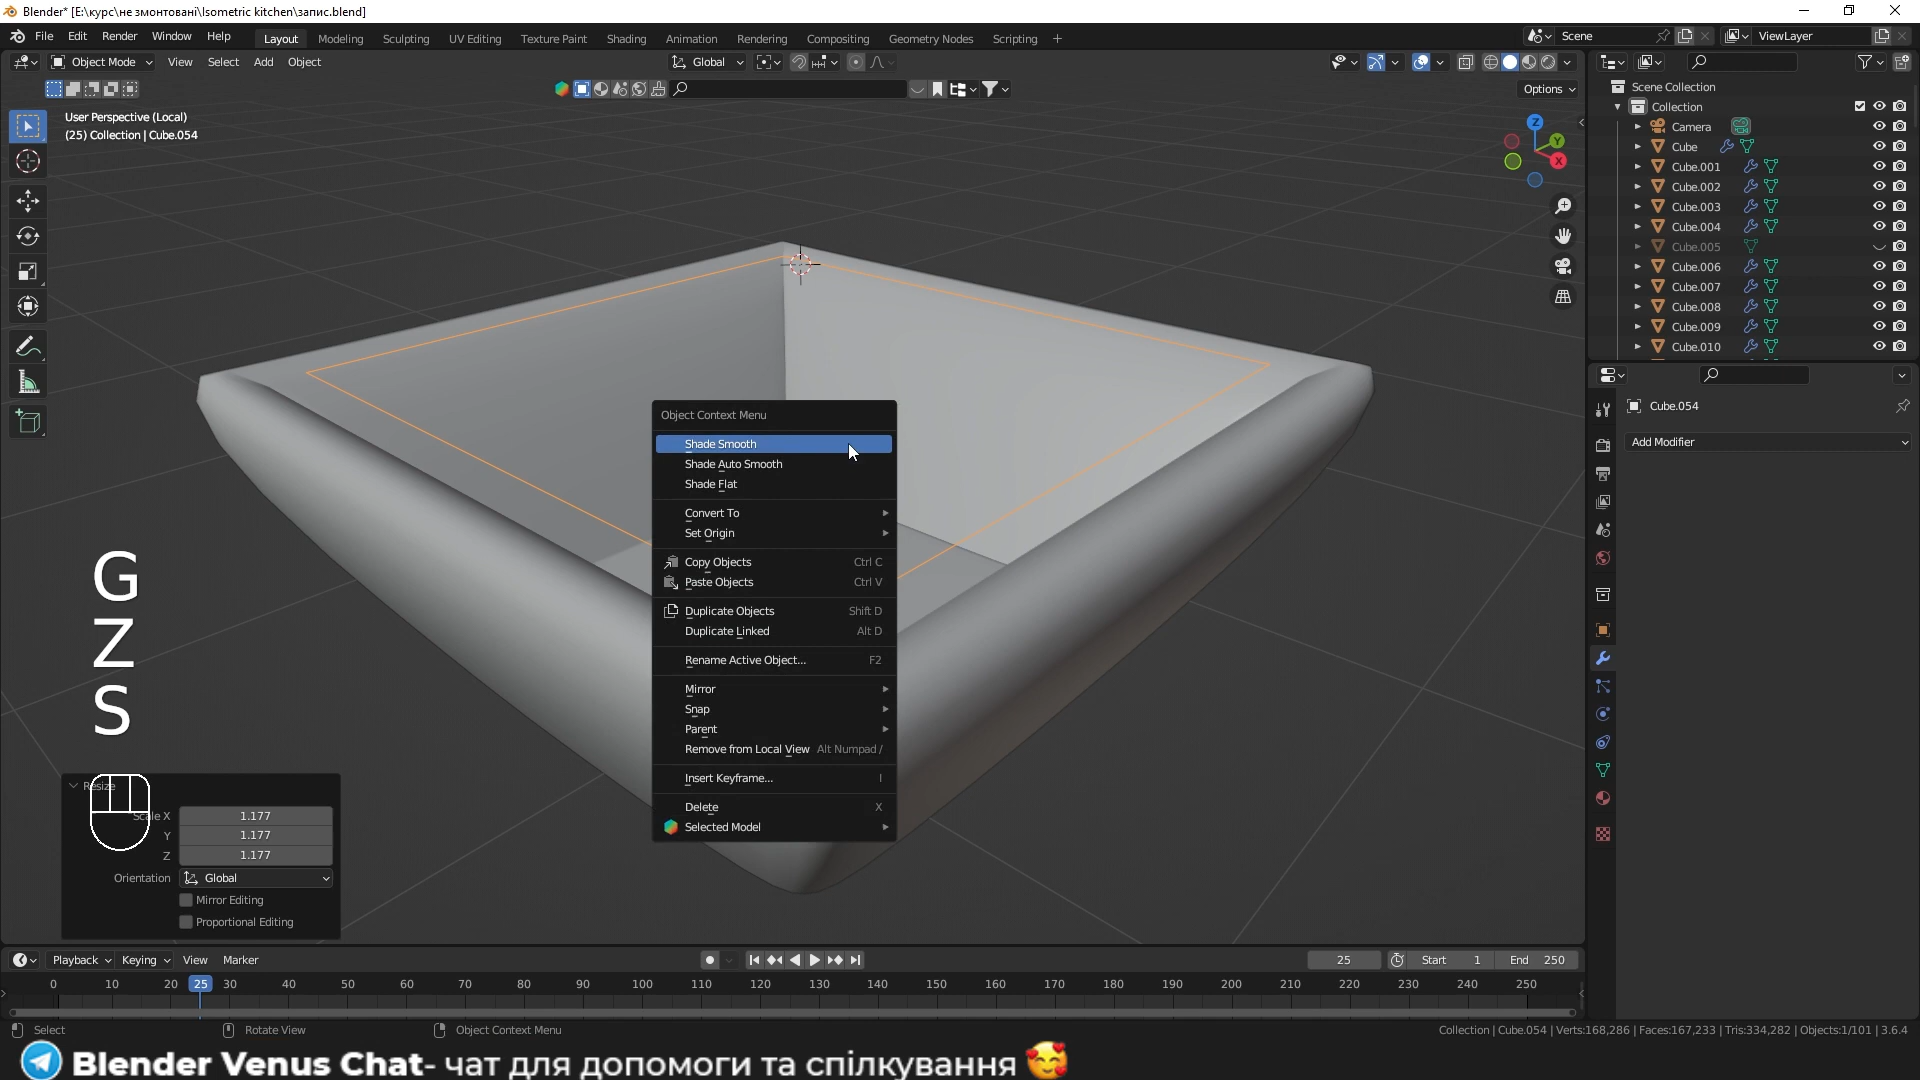 Blender* [E:\курс\не змонтовані\Isometric kitchen\запис.blend]
File Edit Render Window Help Layout Modeling Sculpting UV Editing Texture Paint Shading Animation Rendering Compositing Geometry Nodes Scripting + Scene ViewLayer
Object Mode View Select Add Object Global
Options
User Perspective (Local)
(25) Collection | Cube.054
Z
Y
X
Scene Collection
Collection
Camera
Cube
Cube.001
Cube.002
Cube.003
Cube.004
Cube.005
Cube.006
Cube.007
Cube.008
Cube.009
Cube.010
Cube.054
Add Modifier
Object Context Menu
Shade Smooth
Shade Auto Smooth
Shade Flat
Convert To
Set Origin
Copy Objects Ctrl C
Paste Objects Ctrl V
Duplicate Objects Shift D
Duplicate Linked Alt D
Rename Active Object... F2
Mirror
Snap
Parent
Remove from Local View Alt Numpad /
Insert Keyframe... I
Delete X
Selected Model
G
Z
S
Resize
Scale X 1.177
Y 1.177
Z 1.177
Orientation Global
Mirror Editing
Proportional Editing
Playback Keying View Marker 25 Start 1 End 250
0 10 20 25 30 40 50 60 70 80 90 100 110 120 130 140 150 160 170 180 190 200 210 220 230 240 250
Select Rotate View Object Context Menu Collection | Cube.054 | Verts:168,286 | Faces:167,233 | Tris:334,282 | Objects:1/101 | 3.6.4
Blender Venus Chat- чат для допомоги та спілкування